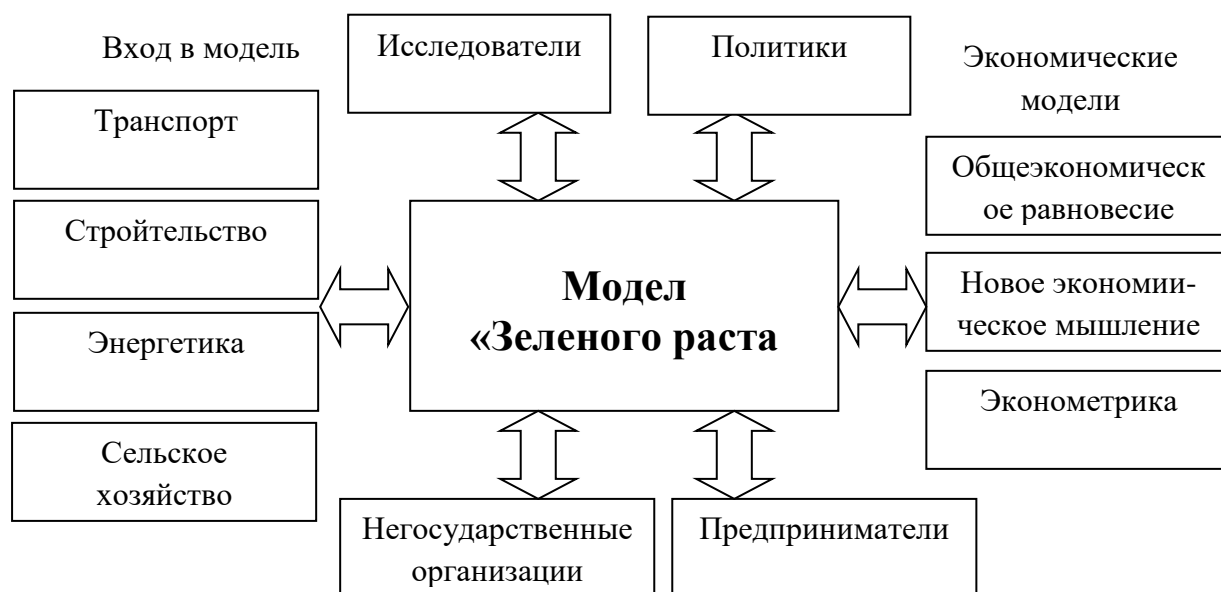 Вход в модель
Исследователи
Политики
Экономические
модели
Транспорт
Стройтельство
Энергетика
Сельское
хозяйство
Модел
«Зеленого раста
Общеэкономическ
ое равновесие
Новое экономии-
ческое мышление
Эконометрика
Негосударственные
организации
Предприниматели